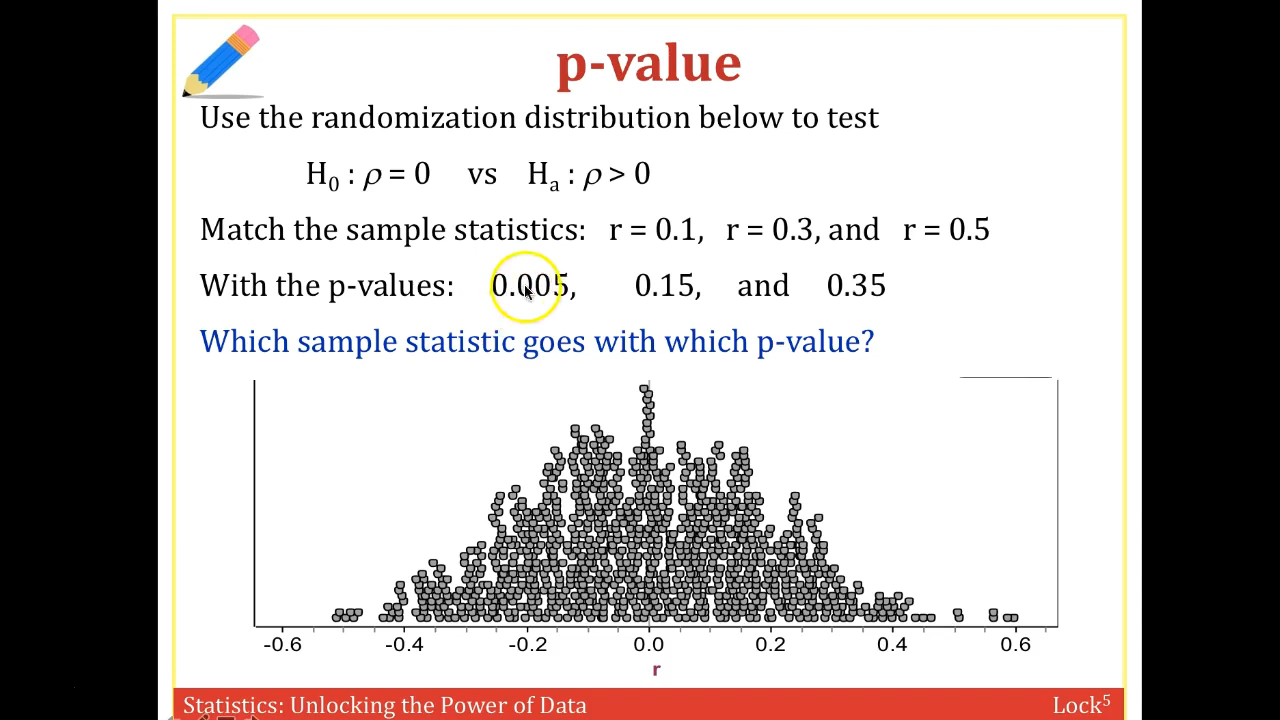 p-value
Use the randomization distribution below to test
H₀ : ρ = 0 vs Hₐ : ρ > 0
Match the sample statistics: r = 0.1, r = 0.3, and r = 0.5
With the p-values: 0.005, 0.15, and 0.35
Which sample statistic goes with which p-value?
-0.6 -0.4 -0.2 0.0 0.2 0.4 0.6
r
Statistics: Unlocking the Power of Data Lock⁵